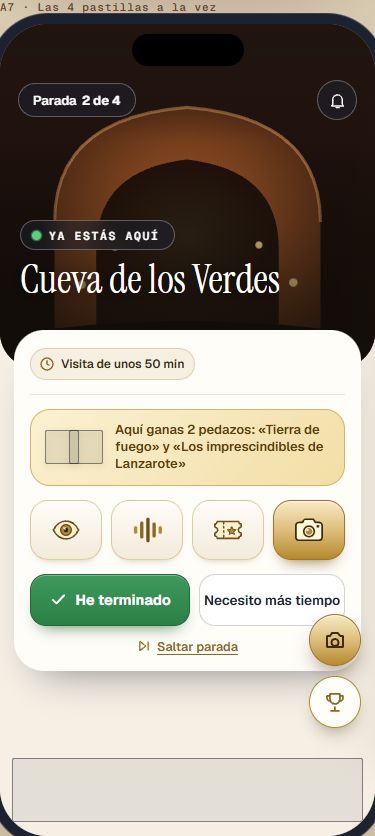 A7 · Las 4 pastillas a la vez
Parada 2 de 4
YA ESTÁS AQUÍ
Cueva de los Verdes
Visita de unos 50 min
Aquí ganas 2 pedazos: «Tierra de
fuego» y «Los imprescindibles de
Lanzarote»
He terminado
Necesito más tiempo
Saltar parada